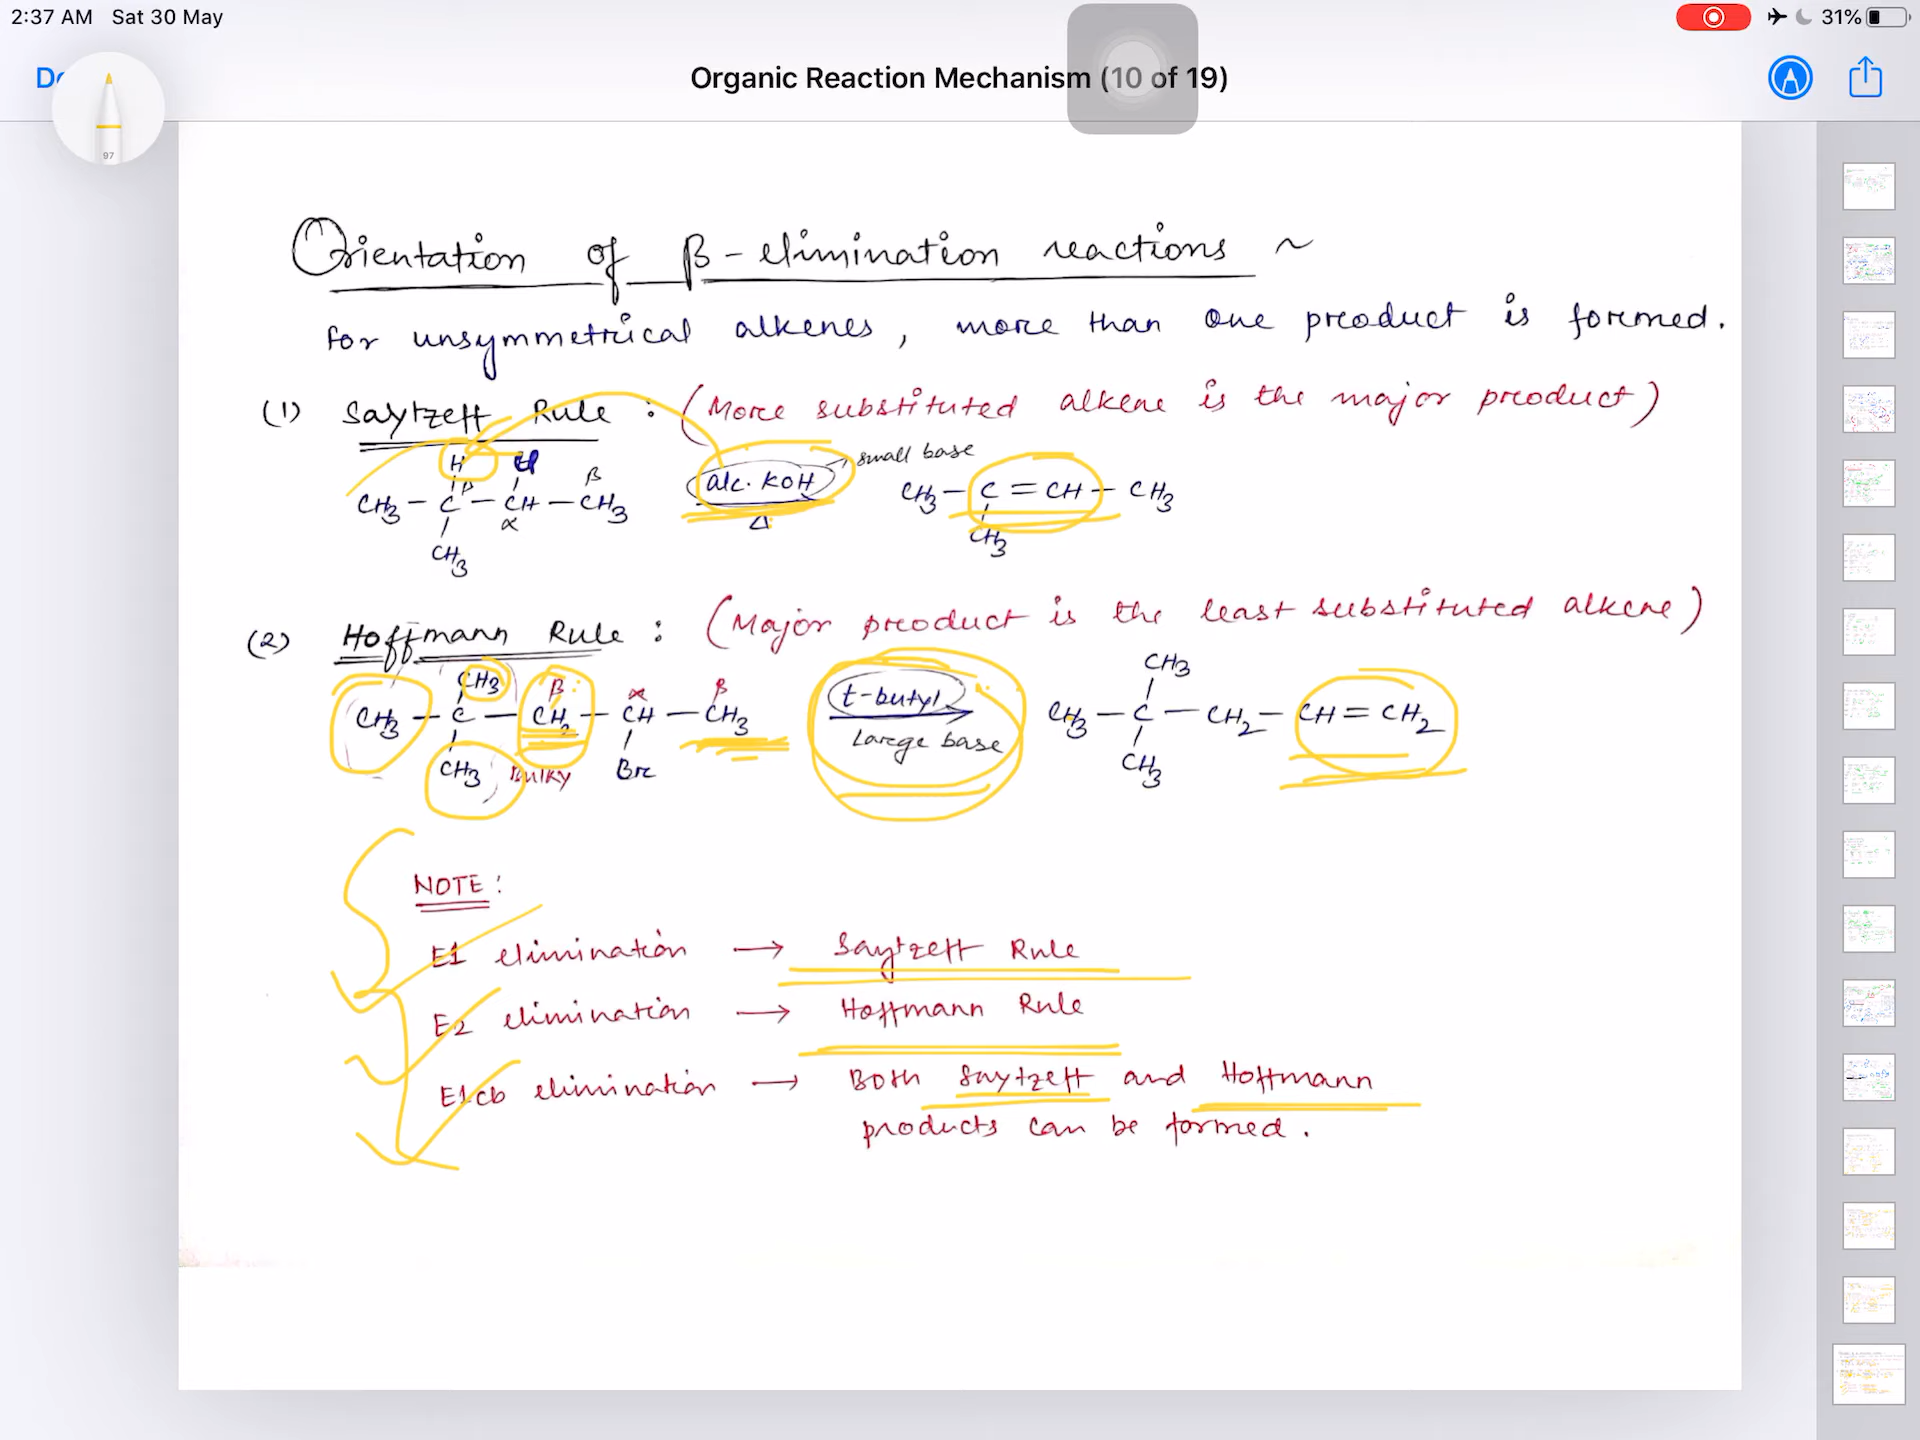 2:37 AM Sat 30 May
31%
Organic Reaction Mechanism (10 of 19)
97
Orientation of β-elimination reactions ~
for unsymmetrical alkenes, more than one product is formed.
(1) Saytzeff Rule : (More substituted alkene is the major product)
H
β β
CH3 - C - CH - CH3 alc. KOH small base CH3 - C = CH - CH3
α Δ
CH3 CH3
(2) Hoffmann Rule : (Major product is the least substituted alkene)
CH3 β α β t-butyl CH3
CH3 - C - CH2 - CH - CH3 Large base CH3 - C - CH2 - CH = CH2
CH3 Bulky Br CH3
NOTE :
E1 elimination → Saytzeff Rule
E2 elimination → Hoffmann Rule
E1cb elimination → Both Saytzeff and Hoffmann
products can be formed.